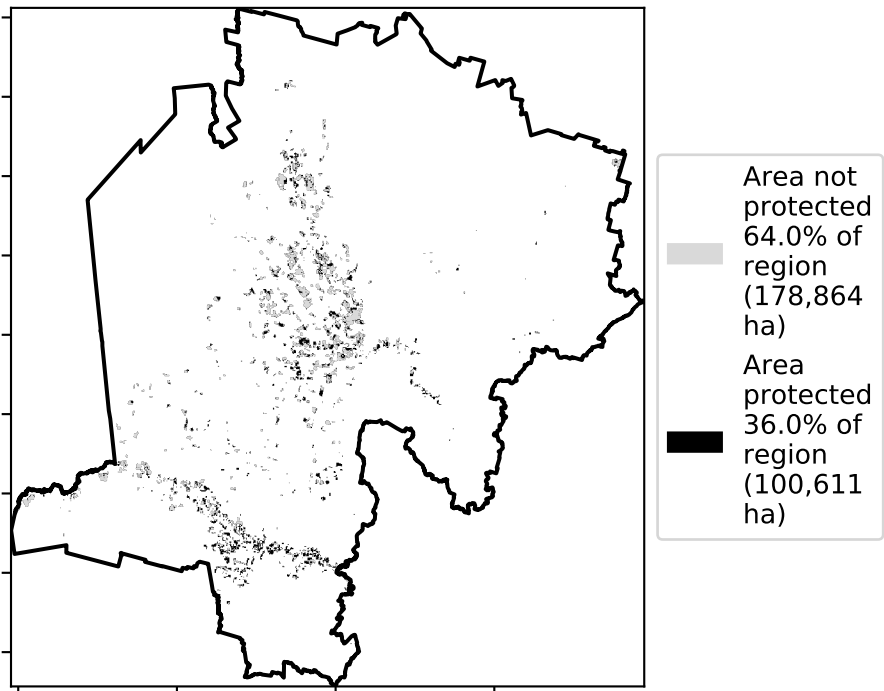 Area not
protected
64.0% of
region
(178,864
ha)
Area
protected
36.0% of
region
(100,611
ha)